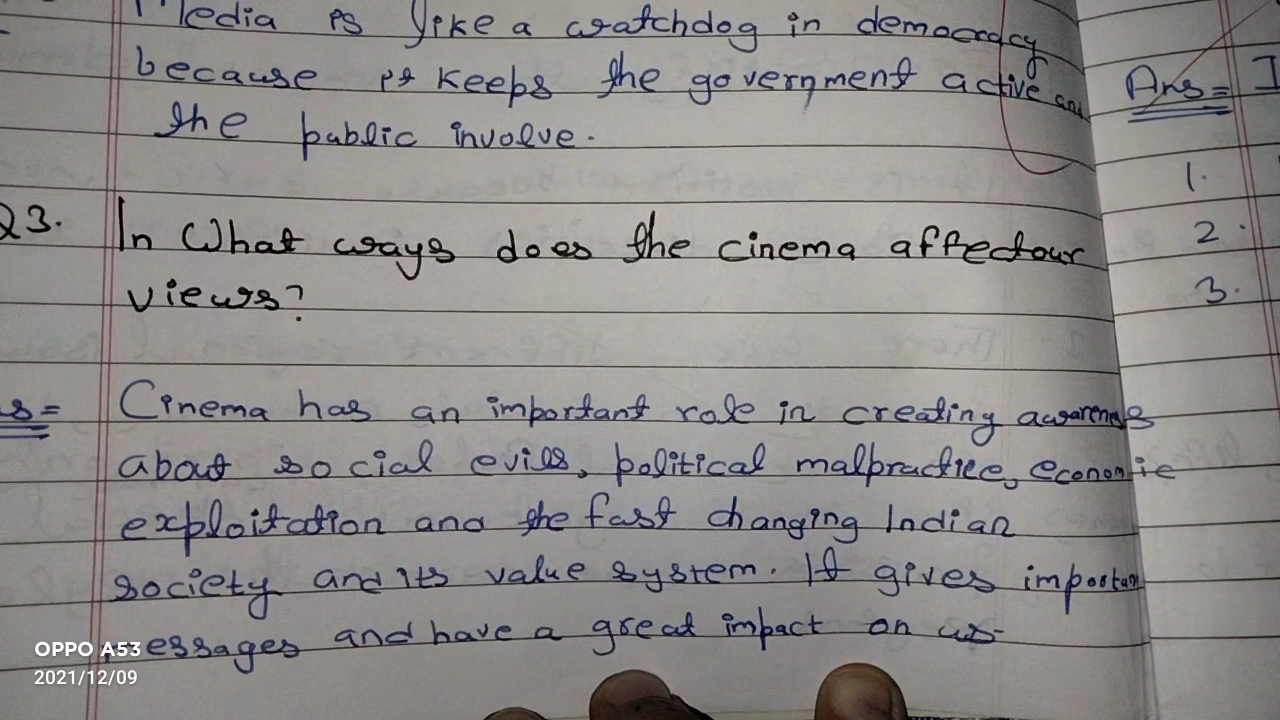 Media is like a watchdog in democracy
because it keeps the government active and
the public involve.
Q3. In What ways does the cinema affect our
views?
s= Cinema has an important role in creating awareness
about social evils, political malpractice, economic
exploitation and the fast changing Indian
society and its value system. It gives important
messages and have a great impact on us
Ans= I
1.
2.
3.
OPPO A53
2021/12/09